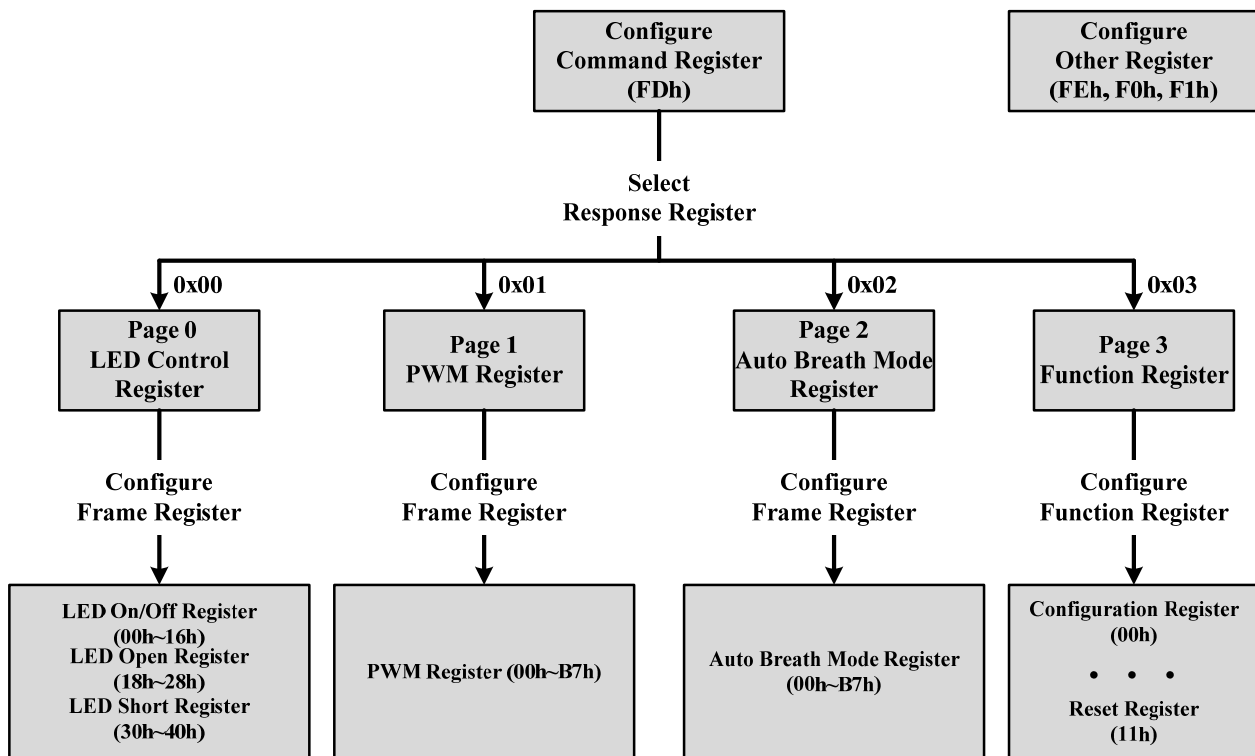 Configure
Command Register
(FDh)
Configure
Other Register
(FEh, F0h, F1h)
Select
Response Register
0x00
0x01
0x02
0x03
Page 0
LED Control
Register
Page 1
PWM Register
Page 2
Auto Breath Mode
Register
Page 3
Function Register
Configure
Frame Register
Configure
Frame Register
Configure
Frame Register
Configure
Function Register
LED On/Off Register
(00h~16h)
LED Open Register
(18h~28h)
LED Short Register
(30h~40h)
PWM Register (00h~B7h)
Auto Breath Mode Register
(00h~B7h)
Configuration Register
(00h)
• • •
Reset Register
(11h)